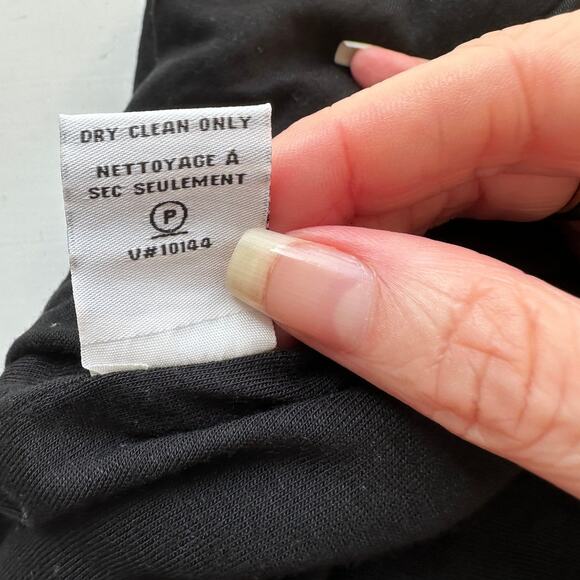 DRY CLEAN ONLY
NETTOYAGE Á
SEC SEULEMENT
P
V#10144